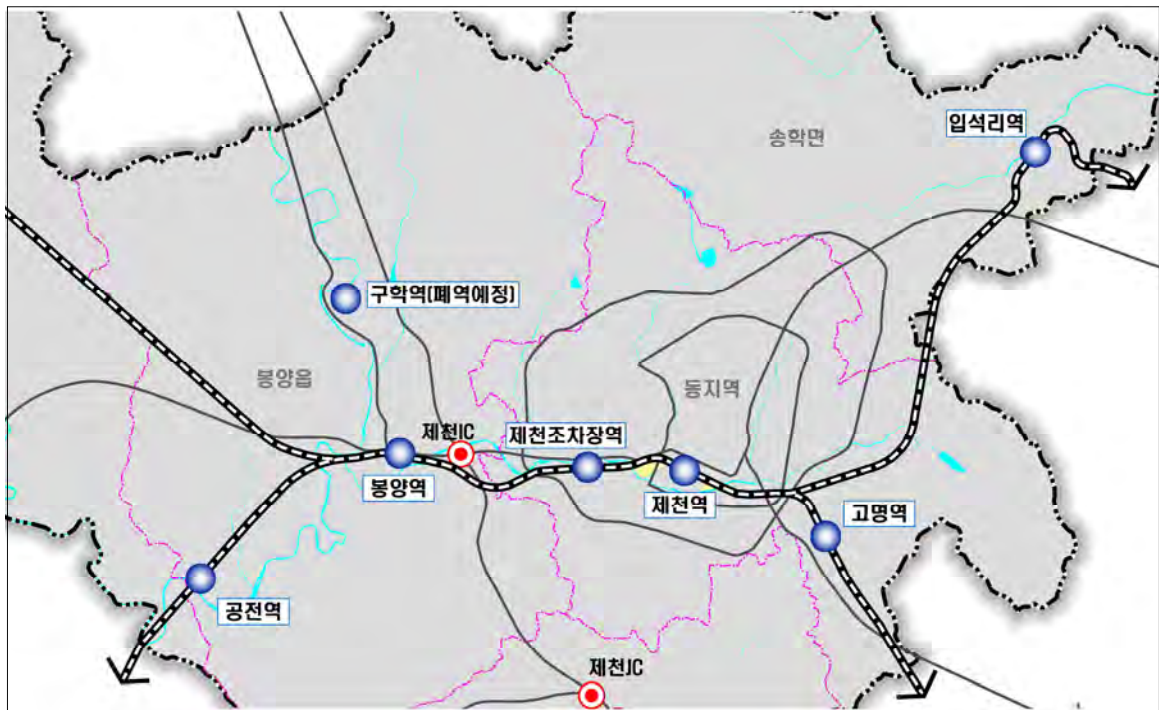 송학면
입석리역
구학역(폐역예정)
봉양읍
동지역
제천IC
제천조차장역
봉양역
제천역
고명역
공전역
제천JC